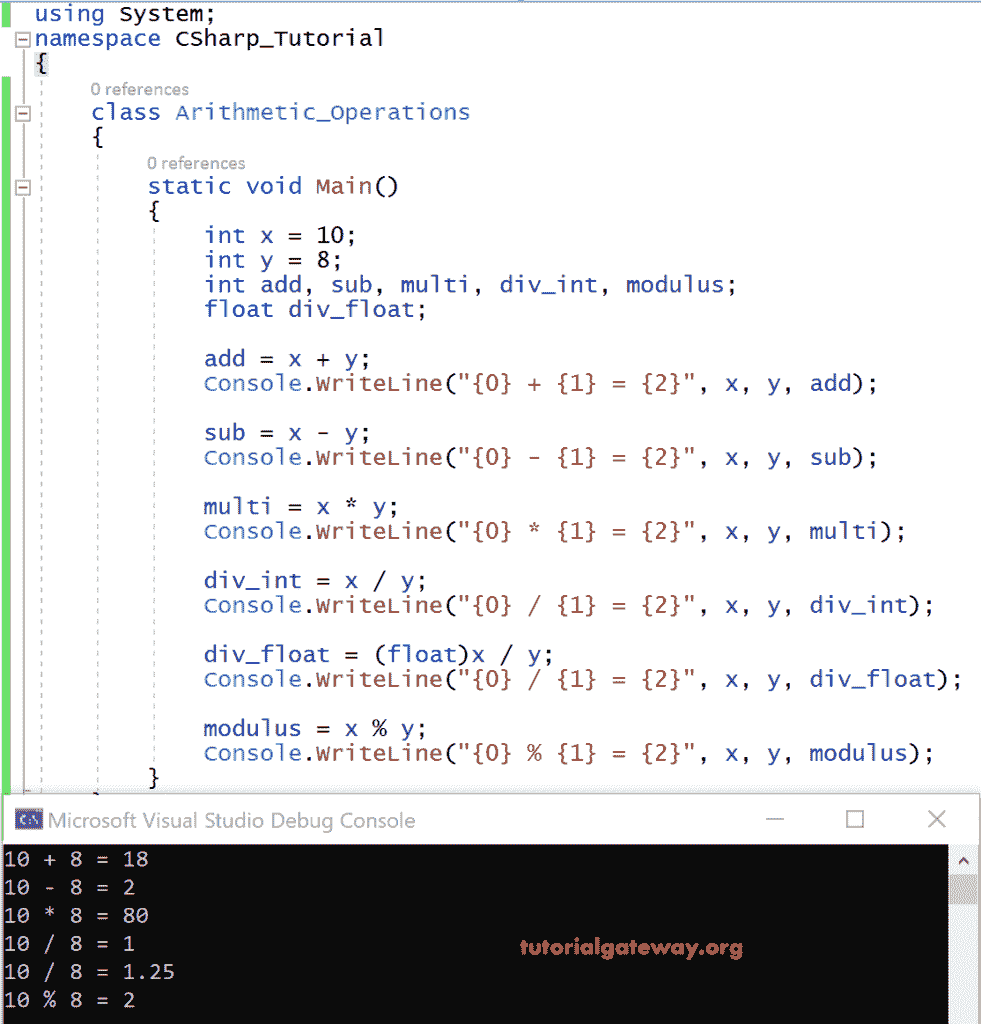 using System;
namespace CSharp_Tutorial
{
0 references
class Arithmetic_Operations
{
0 references
static void Main()
{
int x = 10;
int y = 8;
int add, sub, multi, div_int, modulus;
float div_float;
add = x + y;
Console.WriteLine("{0} + {1} = {2}", x, y, add);
sub = x - y;
Console.WriteLine("{0} - {1} = {2}", x, y, sub);
multi = x * y;
Console.WriteLine("{0} * {1} = {2}", x, y, multi);
div_int = x / y;
Console.WriteLine("{0} / {1} = {2}", x, y, div_int);
div_float = (float)x / y;
Console.WriteLine("{0} / {1} = {2}", x, y, div_float);
modulus = x % y;
Console.WriteLine("{0} % {1} = {2}", x, y, modulus);
}
C:\ Microsoft Visual Studio Debug Console
10 + 8 = 18
10 - 8 = 2
10 * 8 = 80
10 / 8 = 1
10 / 8 = 1.25
10 % 8 = 2
tutorialgateway.org